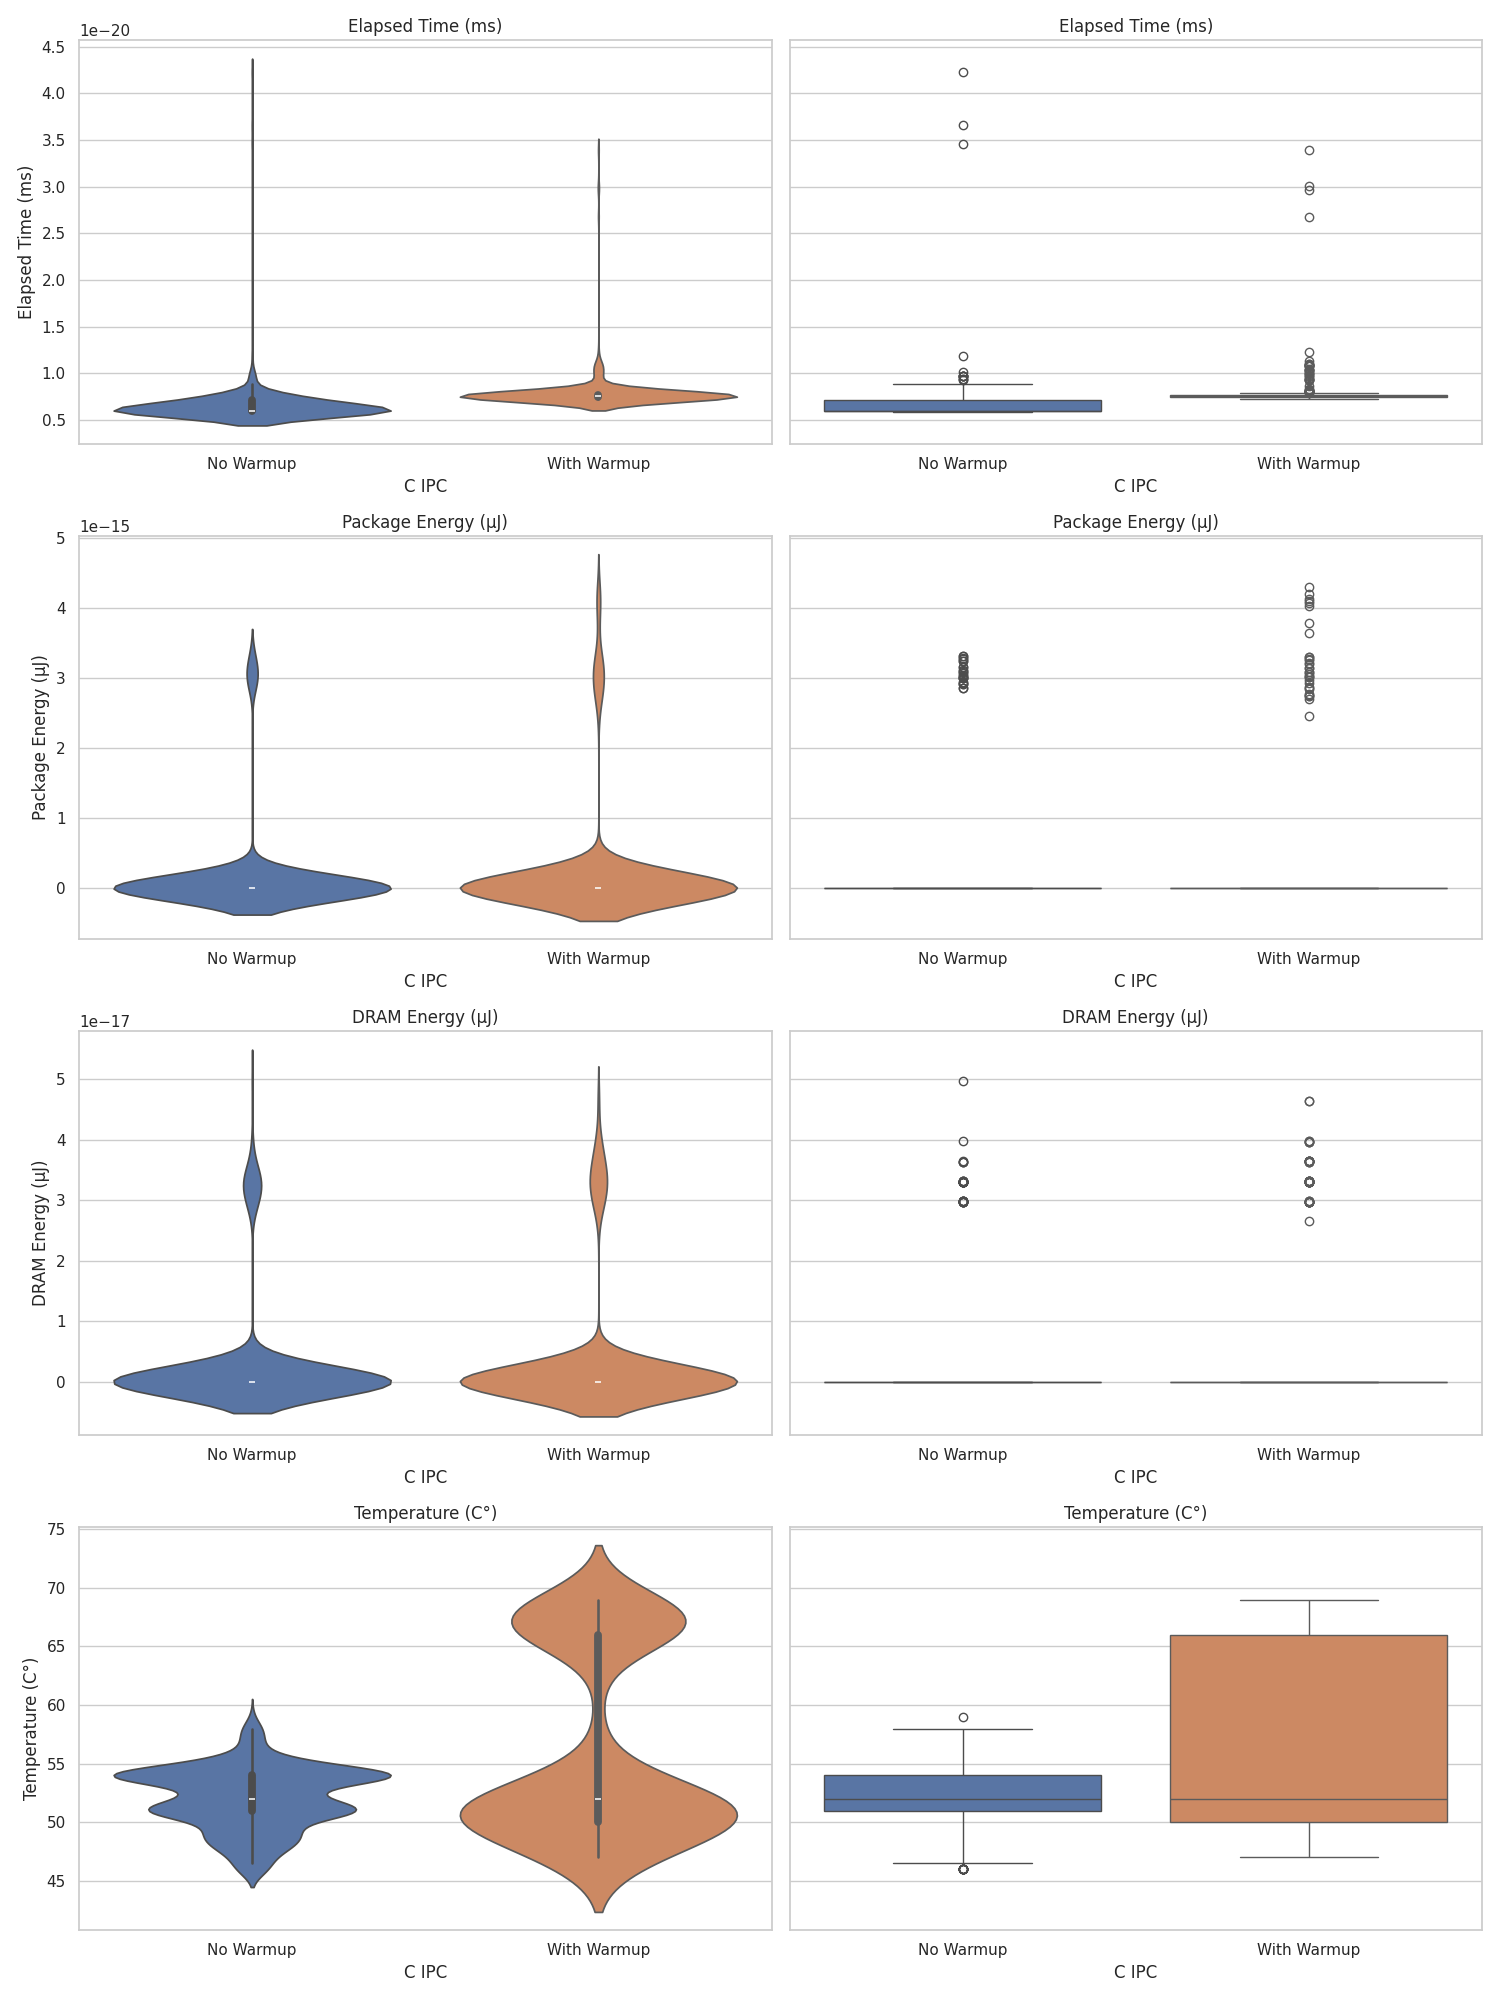 Elapsed Time (ms)
Elapsed Time (ms)
1e−20
4.5
4.0
3.5
3.0
2.5
2.0
1.5
1.0
0.5
Elapsed Time (ms)
No Warmup
With Warmup
No Warmup
With Warmup
C IPC
C IPC
Package Energy (μJ)
Package Energy (μJ)
1e−15
5
4
3
2
1
0
Package Energy (μJ)
No Warmup
With Warmup
No Warmup
With Warmup
C IPC
C IPC
DRAM Energy (μJ)
DRAM Energy (μJ)
1e−17
5
4
3
2
1
0
DRAM Energy (μJ)
No Warmup
With Warmup
No Warmup
With Warmup
C IPC
C IPC
Temperature (C°)
Temperature (C°)
75
70
65
60
55
50
45
Temperature (C°)
No Warmup
With Warmup
No Warmup
With Warmup
C IPC
C IPC